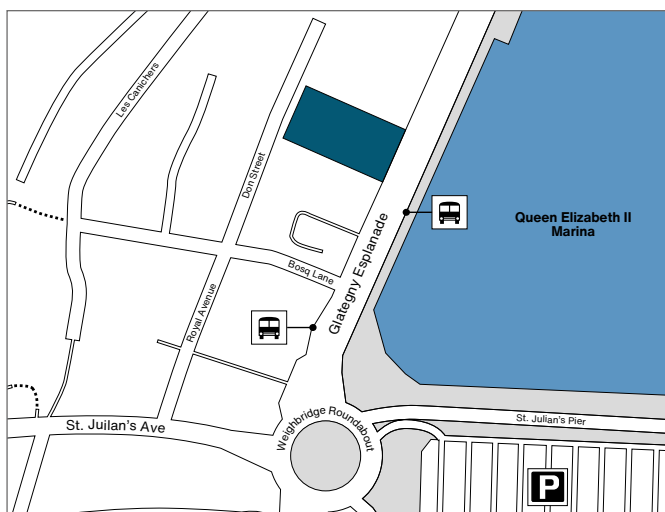 Les Canichers
Don Street
Queen Elizabeth II
Marina
Glategny Esplanade
Bosq Lane
Royal Avenue
St. Juilan's Ave
Weighbridge Roundabout
St. Julian's Pier
P